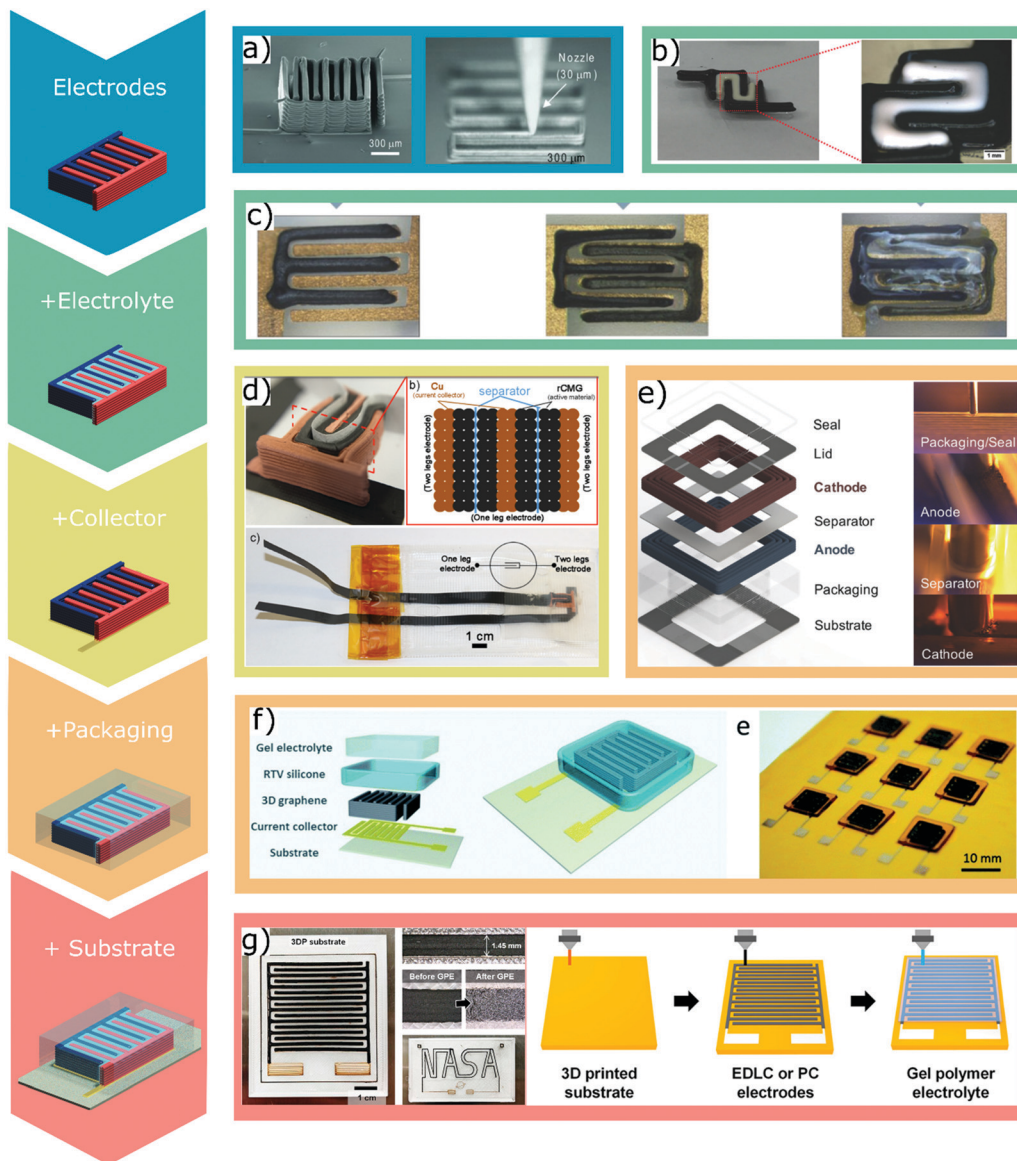 Electrodes
+Electrolyte
+Collector
+Packaging
+ Substrate
a)
300 μm
Nozzle
(30 μm)
300 μm
b)
1 mm
c)
d)
b)
Cu
(current collector)
separator
rCMG
(active material)
(Two legs electrode)
(Two legs electrode)
(One leg electrode)
c)
One leg
electrode
Two legs
electrode
1 cm
e)
Seal
Lid
Cathode
Separator
Anode
Packaging
Substrate
Packaging/Seal
Anode
Separator
Cathode
f)
Gel electrolyte
RTV silicone
3D graphene
Current collector
Substrate
e
10 mm
g)
3DP substrate
1 cm
1.45 mm
Before GPE
After GPE
NASA
3D printed
substrate
EDLC or PC
electrodes
Gel polymer
electrolyte